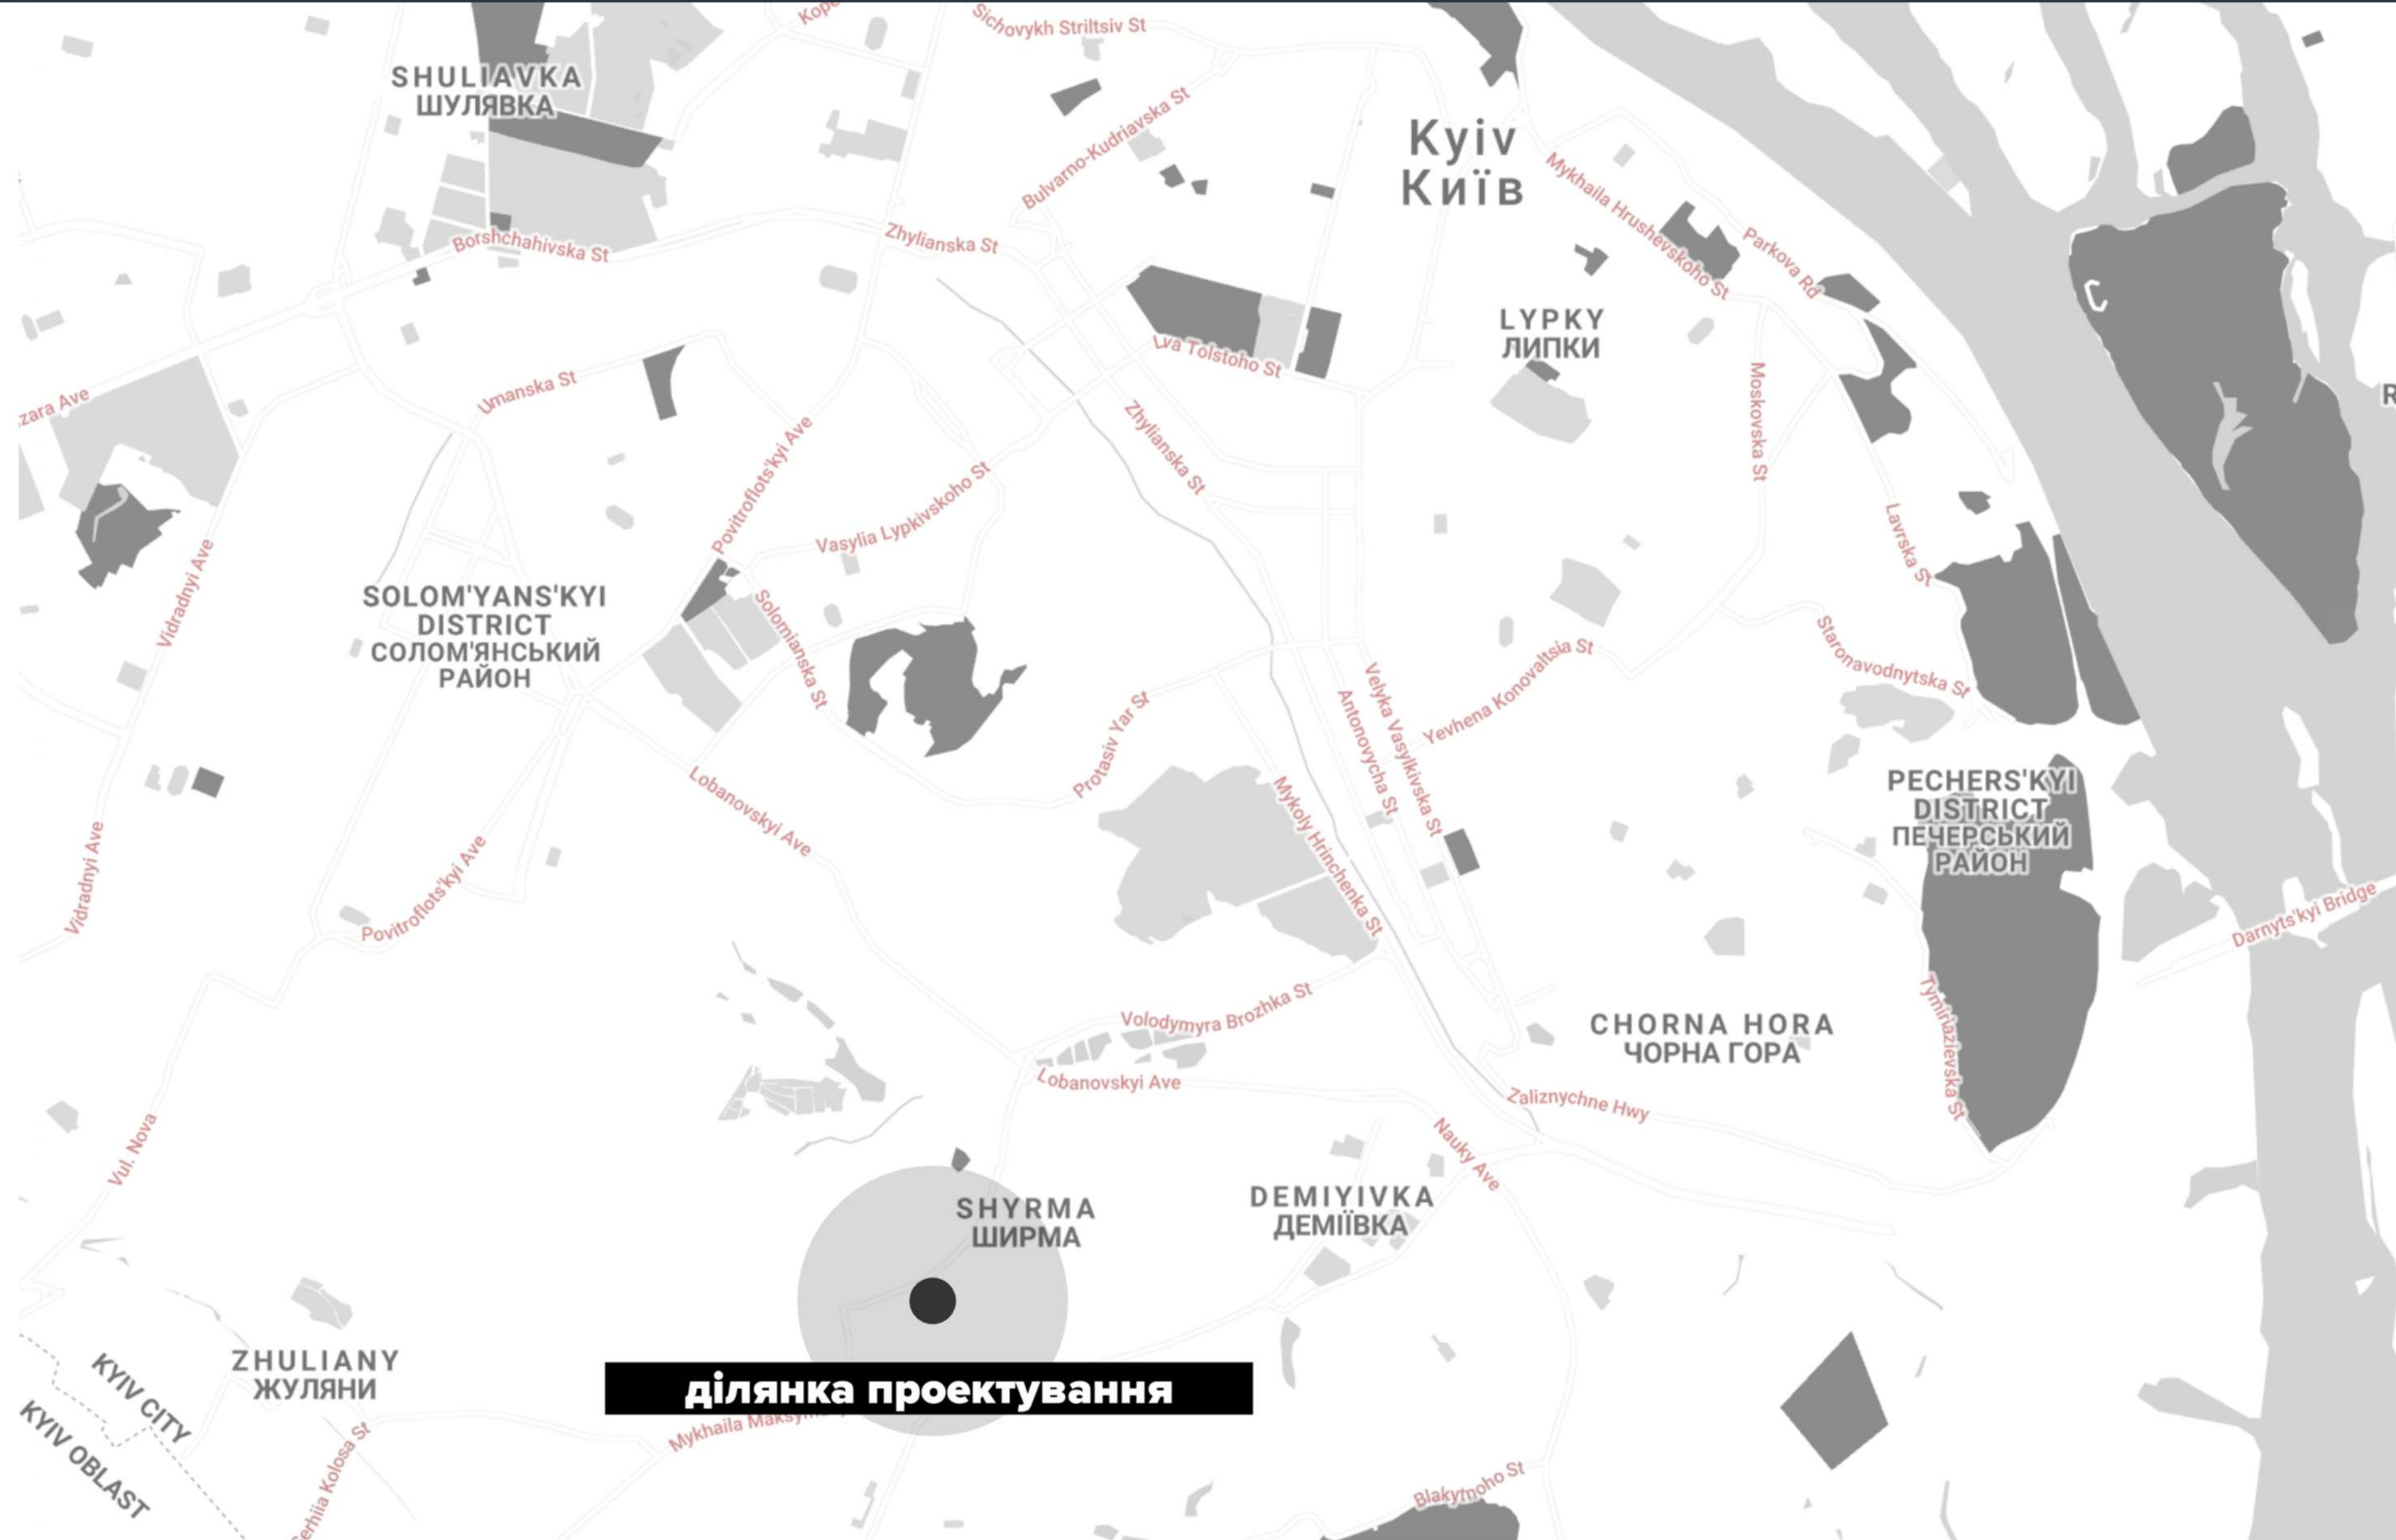 Sichovykh Striltsiv St
SHULIAVKA
ШУЛЯВКА
Bulvarno-Kudriavska St
Kyiv
Київ
Mykhaila Hrushevskoho St
Parkova Rd
Borshchahivska St
Zhylianska St
LYPKY
ЛИПКИ
Lva Tolstoho St
Umanska St
Moskovska St
Zhylianska St
Povitroflots'kyi Ave
Vasylia Lypkivskoho St
Lavrska St
Vidradnyi Ave
SOLOM'YANS'KYI
DISTRICT
СОЛОМ'ЯНСЬКИЙ
РАЙОН
Solomianska St
Staronavodnytska St
Protasiv Yar St
Velyka Vasylkivska St
Antonovycha St
Yevhena Konovaltsia St
Lobanovskyi Ave
Mykoly Hrinchenka St
PECHERS'KYI
DISTRICT
ПЕЧЕРСЬКИЙ
РАЙОН
Vidradnyi Ave
Povitroflots'kyi Ave
Darnyts'kyi Bridge
Volodymyra Brozhka St
CHORNA HORA
ЧОРНА ГОРА
Tymiriazievska St
Lobanovskyi Ave
Zaliznychne Hwy
Vul. Nova
Nauky Ave
SHYRMA
ШИРМА
DEMIYIVKA
ДЕМІЇВКА
ZHULIANY
ЖУЛЯНИ
KYIV CITY
KYIV OBLAST
ділянка проектування
Mykhaila
Kolosa St
Blakytnoho St